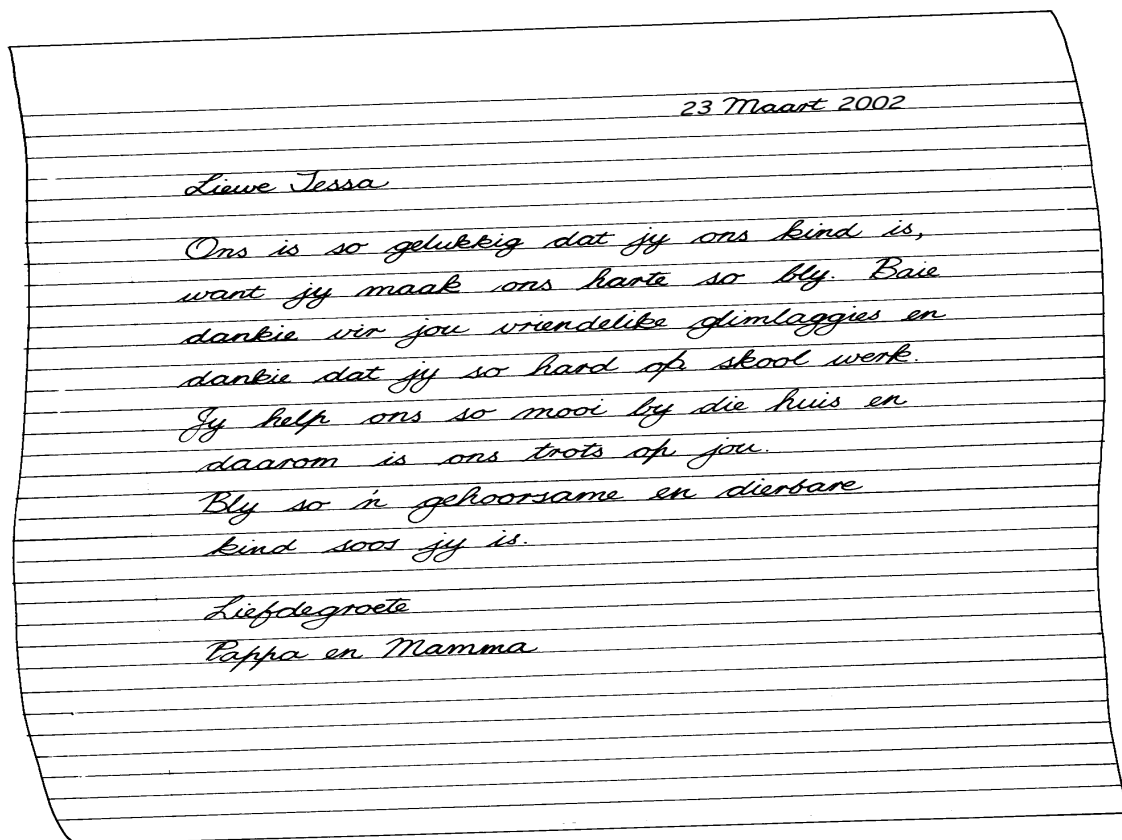 23 Maart 2002
Liewe Tessa
Ons is so gelukkig dat jy ons kind is,
want jy maak ons harte so bly. Baie
dankie vir jou vriendelike glimlaggies en
dankie dat jy so hard op skool werk.
Jy help ons so mooi by die huis en
daarom is ons trots op jou.
Bly so 'n gehoorsame en dierbare
kind soos jy is.
Liefdegroete
Pappa en Mamma